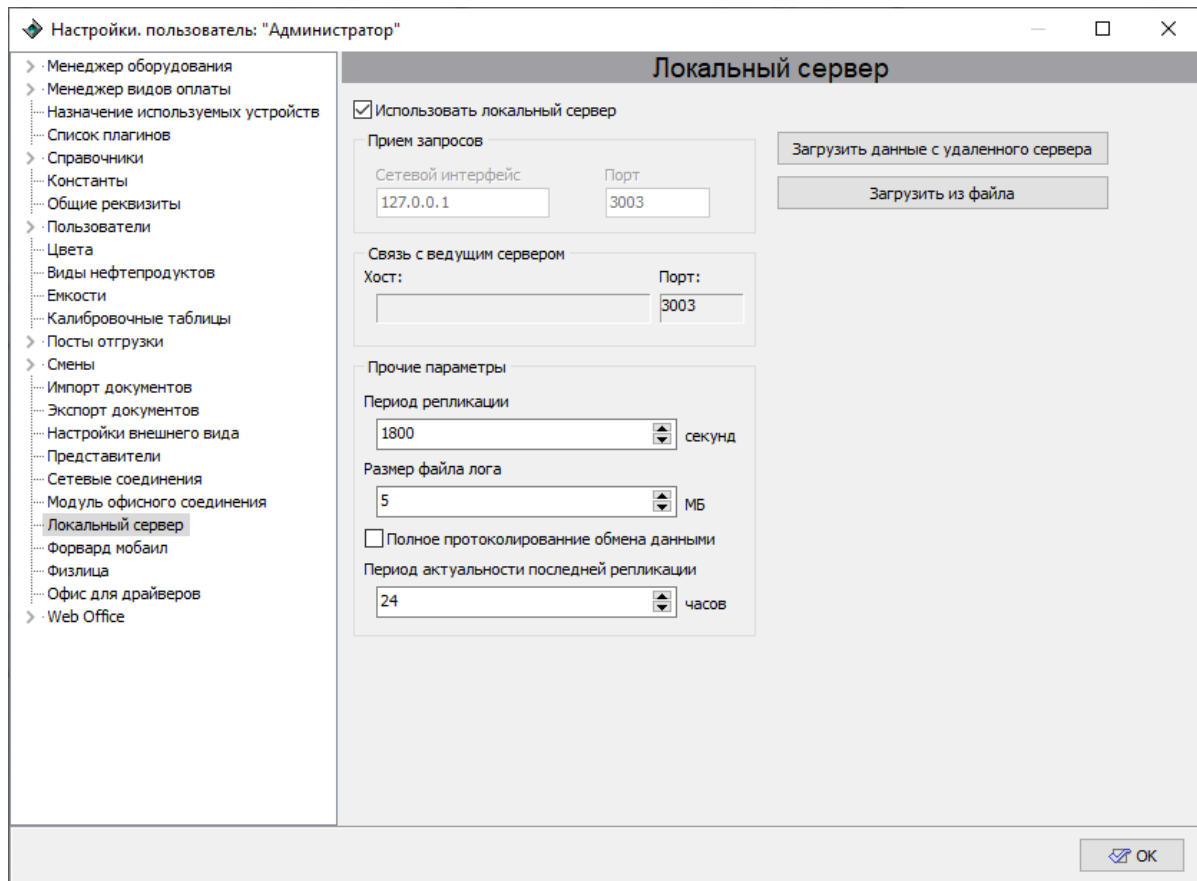 Настройки. пользователь: "Администратор"
Менеджер оборудования
Менеджер видов оплаты
Назначение используемых устройств
Список плагинов
Справочники
Константы
Общие реквизиты
Пользователи
Цвета
Виды нефтепродуктов
Емкости
Калибровочные таблицы
Посты отгрузки
Смены
Импорт документов
Экспорт документов
Настройки внешнего вида
Представители
Сетевые соединения
Модуль офисного соединения
Локальный сервер
Форвард мобаил
Физлица
Офис для драйверов
Web Office
Локальный сервер
Использовать локальный сервер
Прием запросов
Сетевой интерфейс Порт
127.0.0.1 3003
Связь с ведущим сервером
Хост: Порт:
3003
Прочие параметры
Период репликации
1800 секунд
Размер файла лога
5 МБ
Полное протоколированние обмена данными
Период актуальности последней репликации
24 часов
Загрузить данные с удаленного сервера
Загрузить из файла
OK